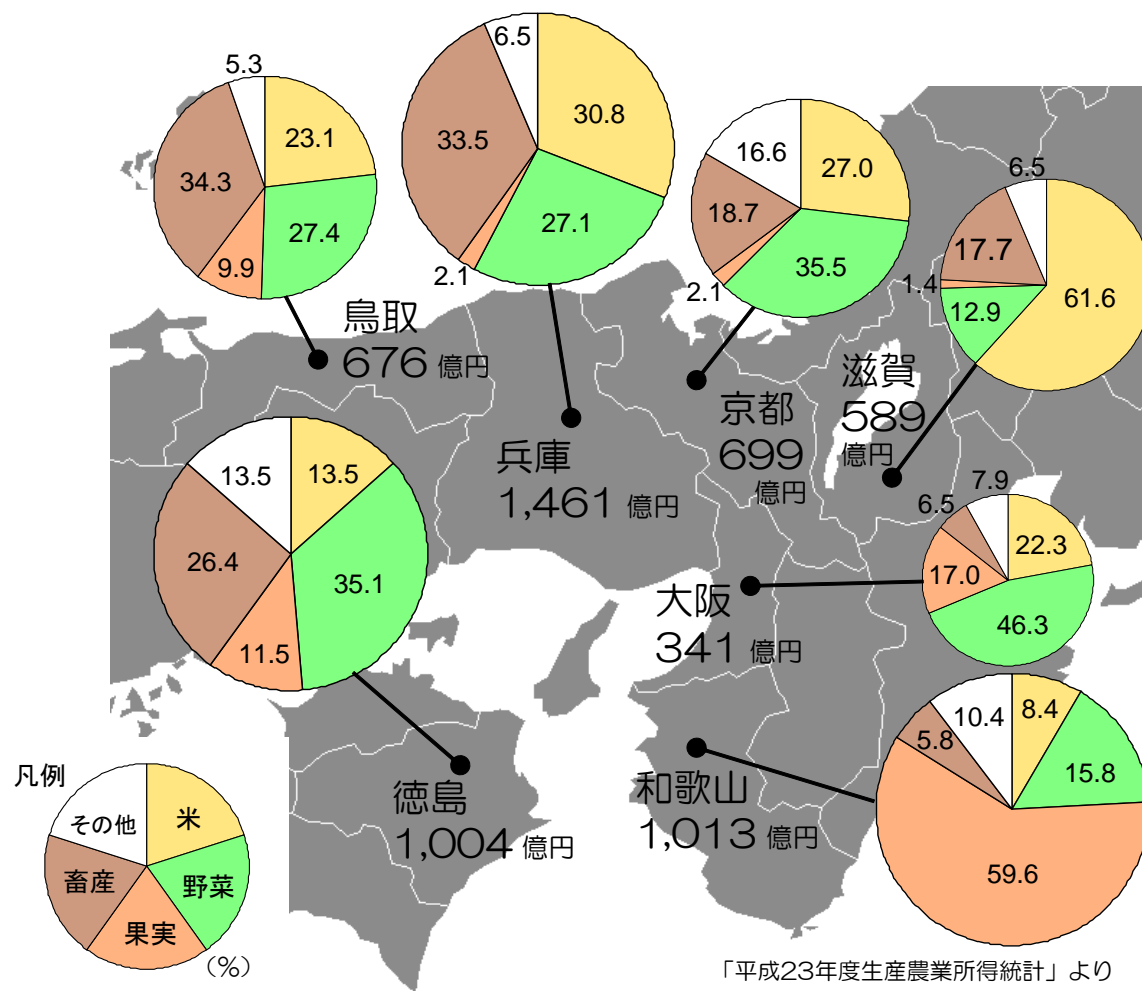 5.3
23.1
27.4
9.9
34.3
鳥取
676 億円
6.5
30.8
27.1
2.1
33.5
兵庫
1,461 億円
16.6
27.0
35.5
2.1
18.7
京都
699
億円
6.5
61.6
12.9
1.4
17.7
滋賀
589
億円
13.5
13.5
35.1
11.5
26.4
徳島
1,004 億円
7.9
22.3
46.3
17.0
6.5
大阪
341 億円
10.4
8.4
15.8
59.6
5.8
和歌山
1,013 億円
凡例
その他
米
野菜
果実
畜産
(%)
「平成23年度生産農業所得統計」より